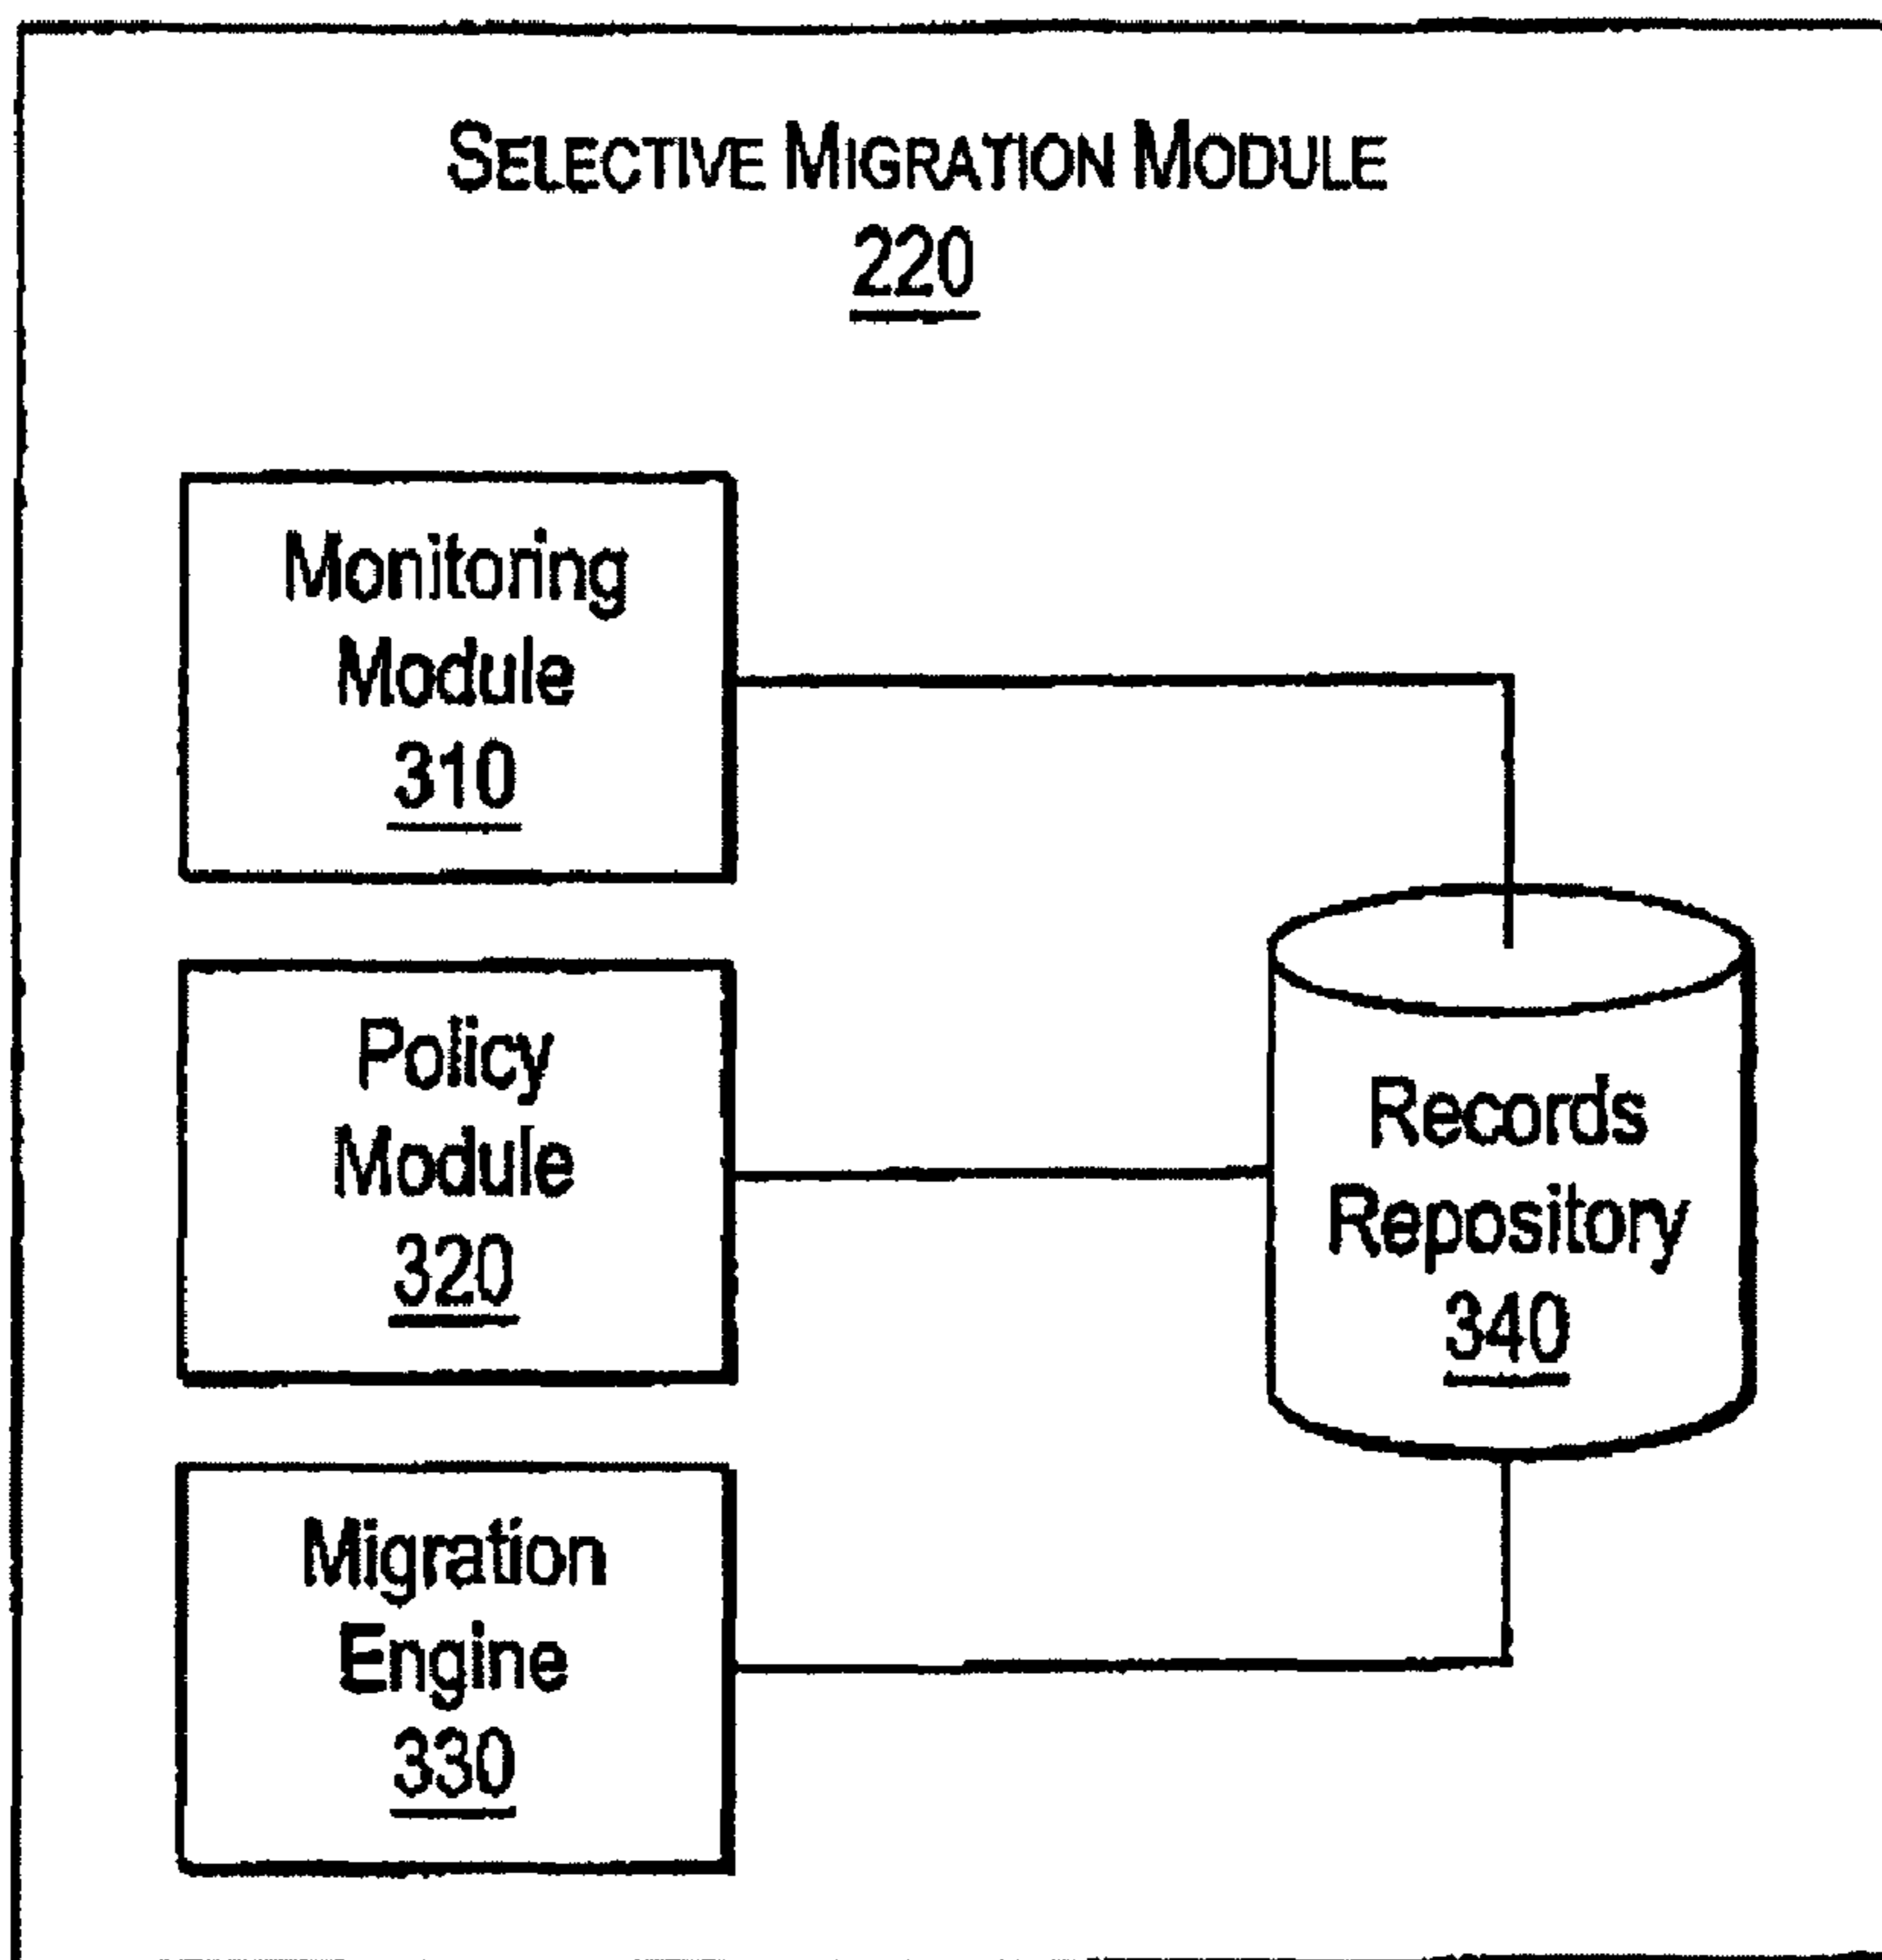 SELECTIVE MIGRATION MODULE
220
Monitoring
Module
310
Policy
Module
320
Migration
Engine
330
Records
Repository
340